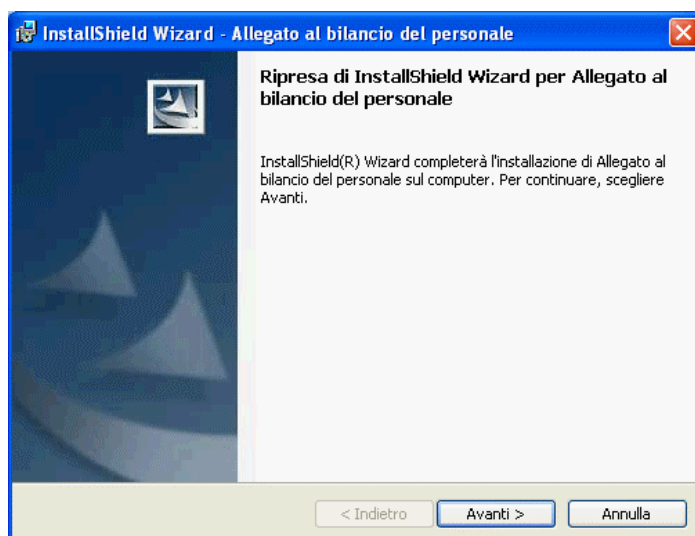 InstallShield Wizard - Allegato al bilancio del personale
Ripresa di InstallShield Wizard per Allegato al
bilancio del personale
InstallShield(R) Wizard completerà l'installazione di Allegato al
bilancio del personale sul computer. Per continuare, scegliere
Avanti.
< Indietro
Avanti >
Annulla